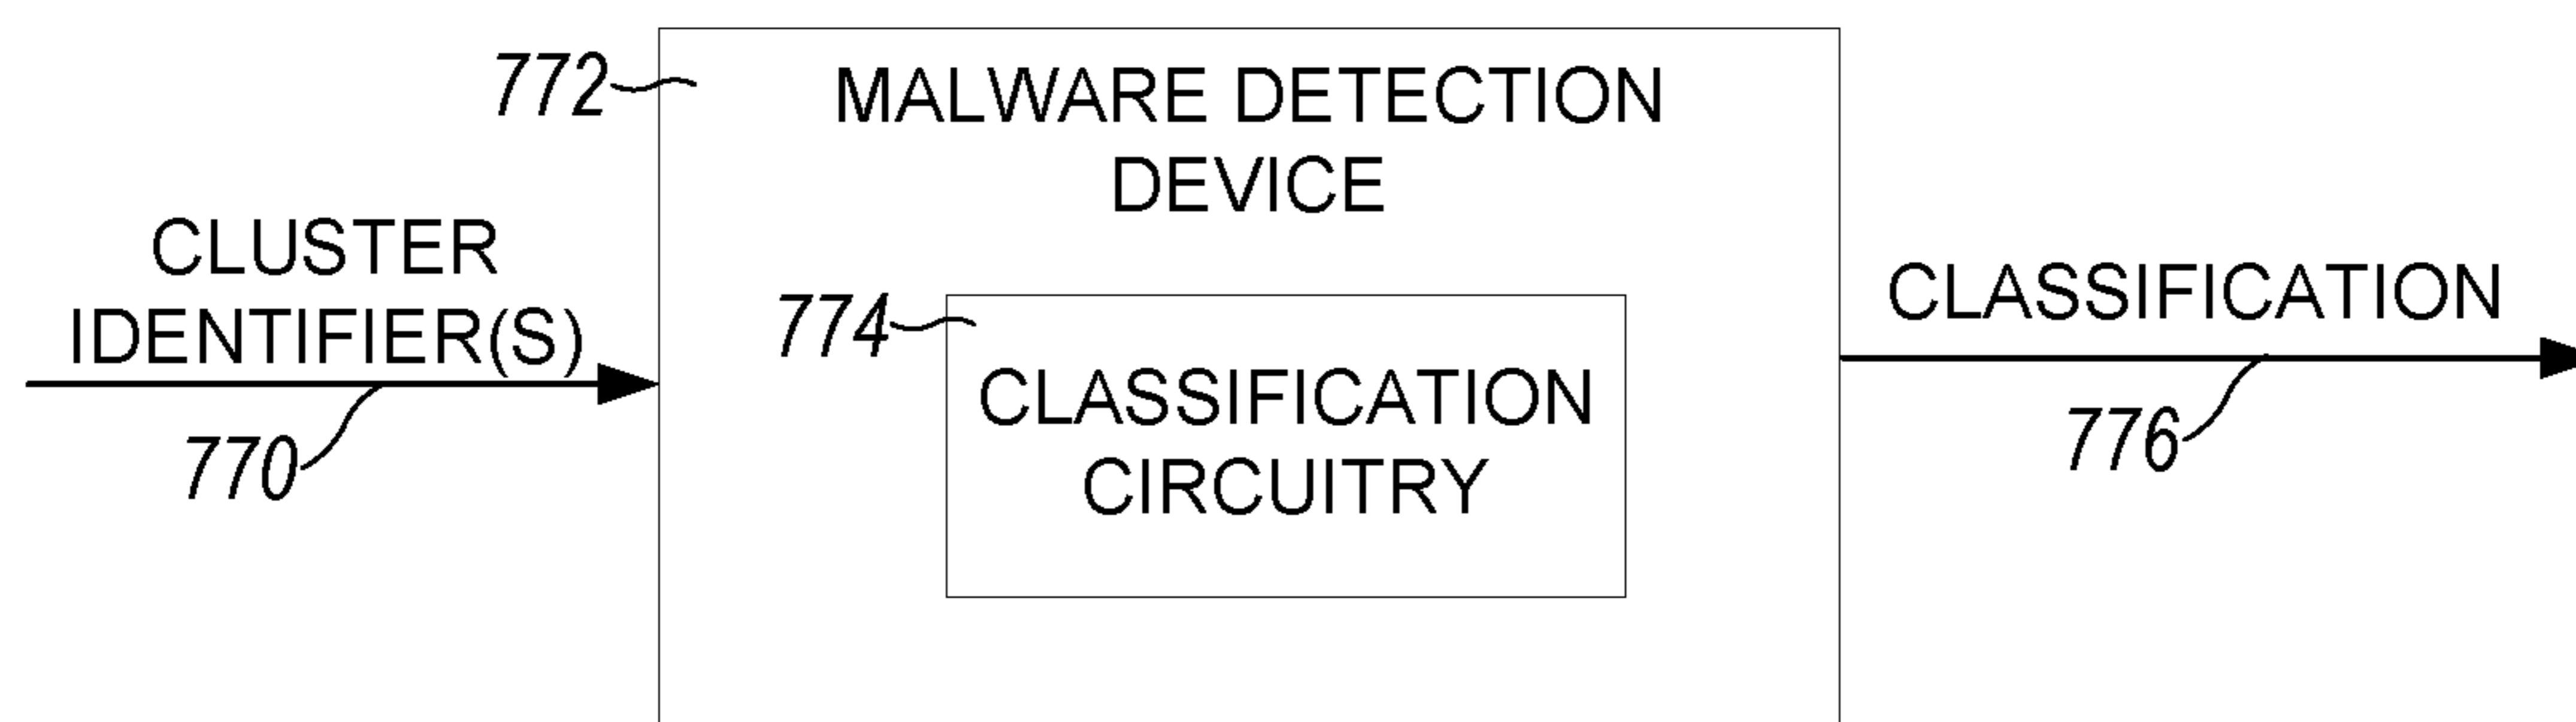 772
MALWARE DETECTION
DEVICE
CLUSTER
IDENTIFIER(S)
770
774
CLASSIFICATION
CIRCUITRY
CLASSIFICATION
776